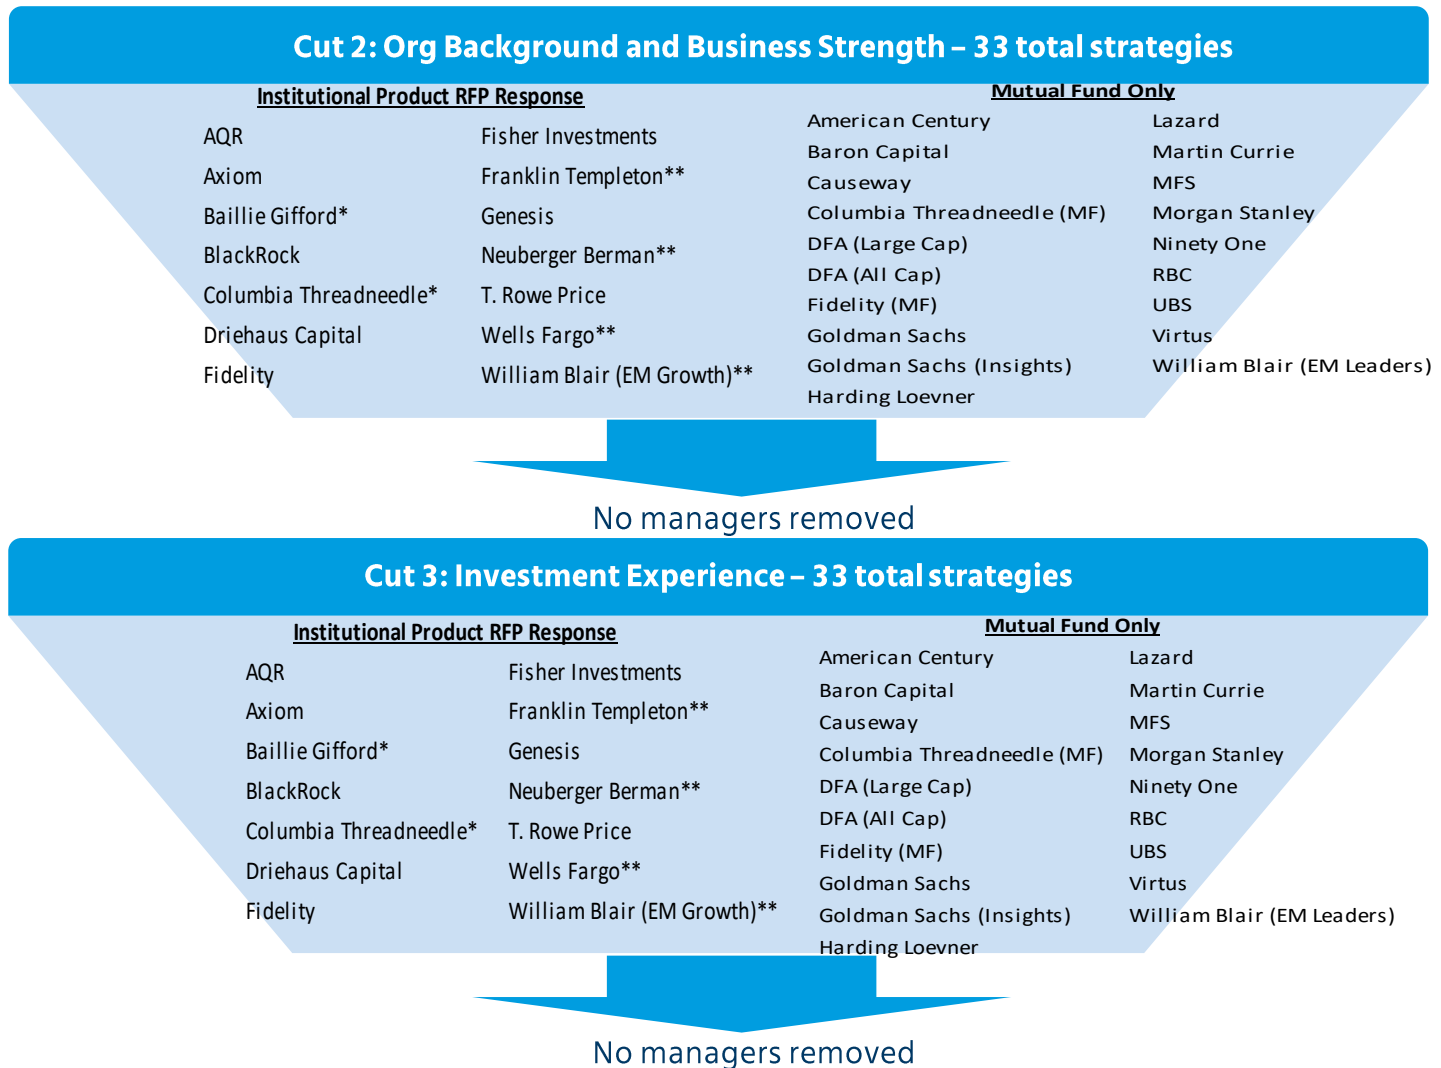 Cut 2: Org Background and Business Strength – 33 total strategies
Institutional Product RFP Response
AQR
Axiom
Baillie Gifford*
BlackRock
Columbia Threadneedle*
Driehaus Capital
Fidelity
Fisher Investments
Franklin Templeton**
Genesis
Neuberger Berman**
T. Rowe Price
Wells Fargo**
William Blair (EM Growth)**
Mutual Fund Only
American Century
Baron Capital
Causeway
Columbia Threadneedle (MF)
DFA (Large Cap)
DFA (All Cap)
Fidelity (MF)
Goldman Sachs
Goldman Sachs (Insights)
Harding Loevner
Lazard
Martin Currie
MFS
Morgan Stanley
Ninety One
RBC
UBS
Virtus
William Blair (EM Leaders)
No managers removed
Cut 3: Investment Experience – 33 total strategies
Institutional Product RFP Response
AQR
Axiom
Baillie Gifford*
BlackRock
Columbia Threadneedle*
Driehaus Capital
Fidelity
Fisher Investments
Franklin Templeton**
Genesis
Neuberger Berman**
T. Rowe Price
Wells Fargo**
William Blair (EM Growth)**
Mutual Fund Only
American Century
Baron Capital
Causeway
Columbia Threadneedle (MF)
DFA (Large Cap)
DFA (All Cap)
Fidelity (MF)
Goldman Sachs
Goldman Sachs (Insights)
Harding Loevner
Lazard
Martin Currie
MFS
Morgan Stanley
Ninety One
RBC
UBS
Virtus
William Blair (EM Leaders)
No managers removed